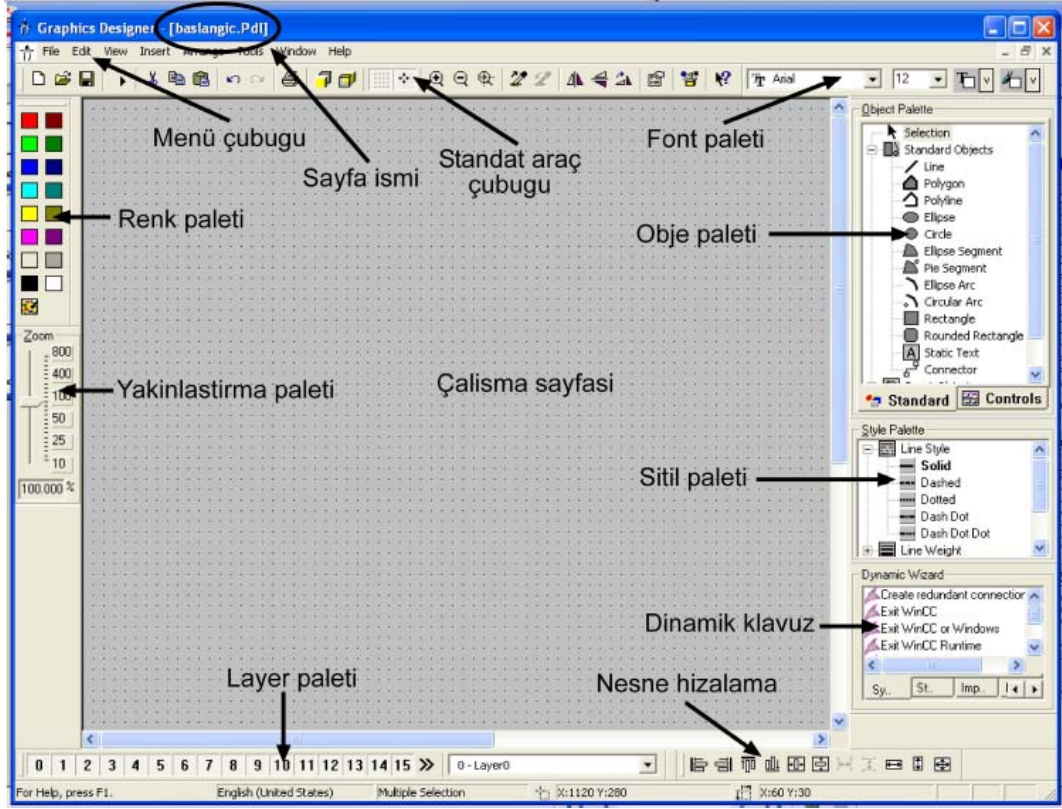 Graphics Designer - [baslangic.Pdl]
File Edit View Insert Arrange Tools Window Help
Arial 12
Menü çubugu
Sayfa ismi
Standat araç
çubugu
Font paleti
Renk paleti
Obje paleti
Object Palette
Selection
Standard Objects
Line
Polygon
Polyline
Ellipse
Circle
Ellipse Segment
Pie Segment
Ellipse Arc
Circular Arc
Rectangle
Rounded Rectangle
Static Text
Connector
Standard Controls
Zoom
800
400
100
50
25
10
100.000 %
Yakinlastirma paleti
Çalisma sayfasi
Sitil paleti
Style Palette
Line Style
Solid
Dashed
Dotted
Dash Dot
Dash Dot Dot
Line Weight
Dinamik klavuz
Dynamic Wizard
Create redundant connection
Exit WinCC
Exit WinCC or Windows
Exit WinCC Runtime
Sy.. St.. Imp..
Layer paleti
Nesne hizalama
0 1 2 3 4 5 6 7 8 9 10 11 12 13 14 15 0 - Layer0
For Help, press F1. English (United States) Multiple Selection X:1120 Y:280 X:60 Y:30